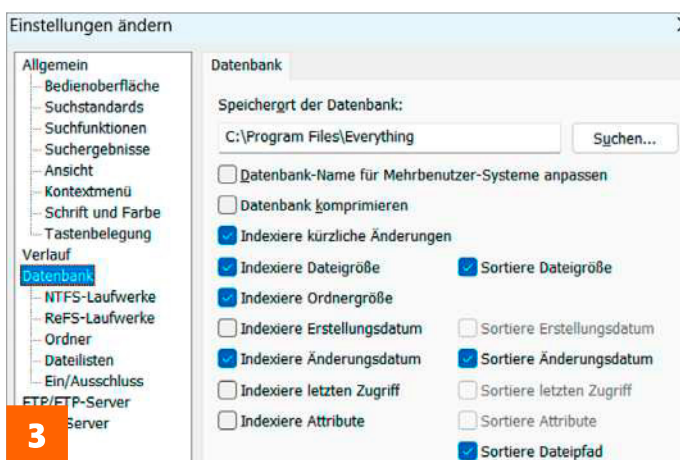 Einstellungen ändern
Allgemein
Bedienoberfläche
Suchstandards
Suchfunktionen
Suchergebnisse
Ansicht
Kontextmenü
Schrift und Farbe
Tastenbelegung
Verlauf
Datenbank
NTFS-Laufwerke
ReFS-Laufwerke
Ordner
Dateilisten
Ein/Ausschluss
FTP/ETP-Server
Server
3
Datenbank
Speicherort der Datenbank:
C:\Program Files\Everything Suchen...
Datenbank-Name für Mehrbenutzer-Systeme anpassen
Datenbank komprimieren
Indexiere kürzliche Änderungen
Indexiere Dateigröße Sortiere Dateigröße
Indexiere Ordnergröße
Indexiere Erstellungsdatum Sortiere Erstellungsdatum
Indexiere Änderungsdatum Sortiere Änderungsdatum
Indexiere letzten Zugriff Sortiere letzten Zugriff
Indexiere Attribute Sortiere Attribute
Sortiere Dateipfad